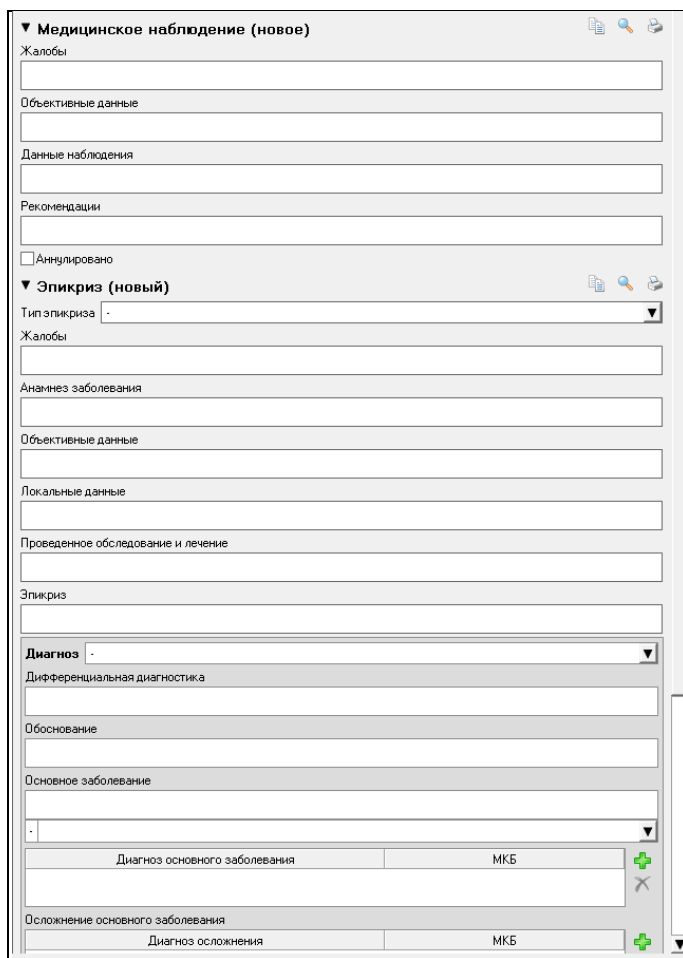 Медицинское наблюдение (новое)
Жалобы
Объективные данные
Данные наблюдения
Рекомендации
Аннулировано
Эпикриз (новый)
Тип эпикриза -
Жалобы
Анамнез заболевания
Объективные данные
Локальные данные
Проведенное обследование и лечение
Эпикриз
Диагноз -
Дифференциальная диагностика
Обоснование
Основное заболевание
-
Диагноз основного заболевания МКБ
Осложнение основного заболевания
Диагноз осложнения МКБ